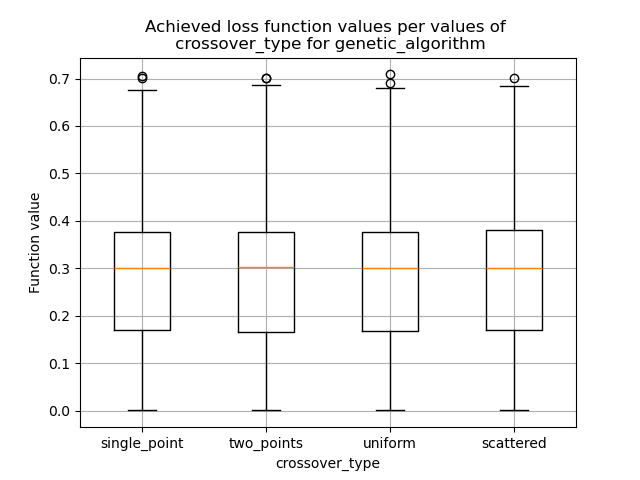 Achieved loss function values per values of
crossover_type for genetic_algorithm
0.7
0.6
0.5
0.4
0.3
0.2
0.1
0.0
Function value
single_point two_points uniform scattered
crossover_type